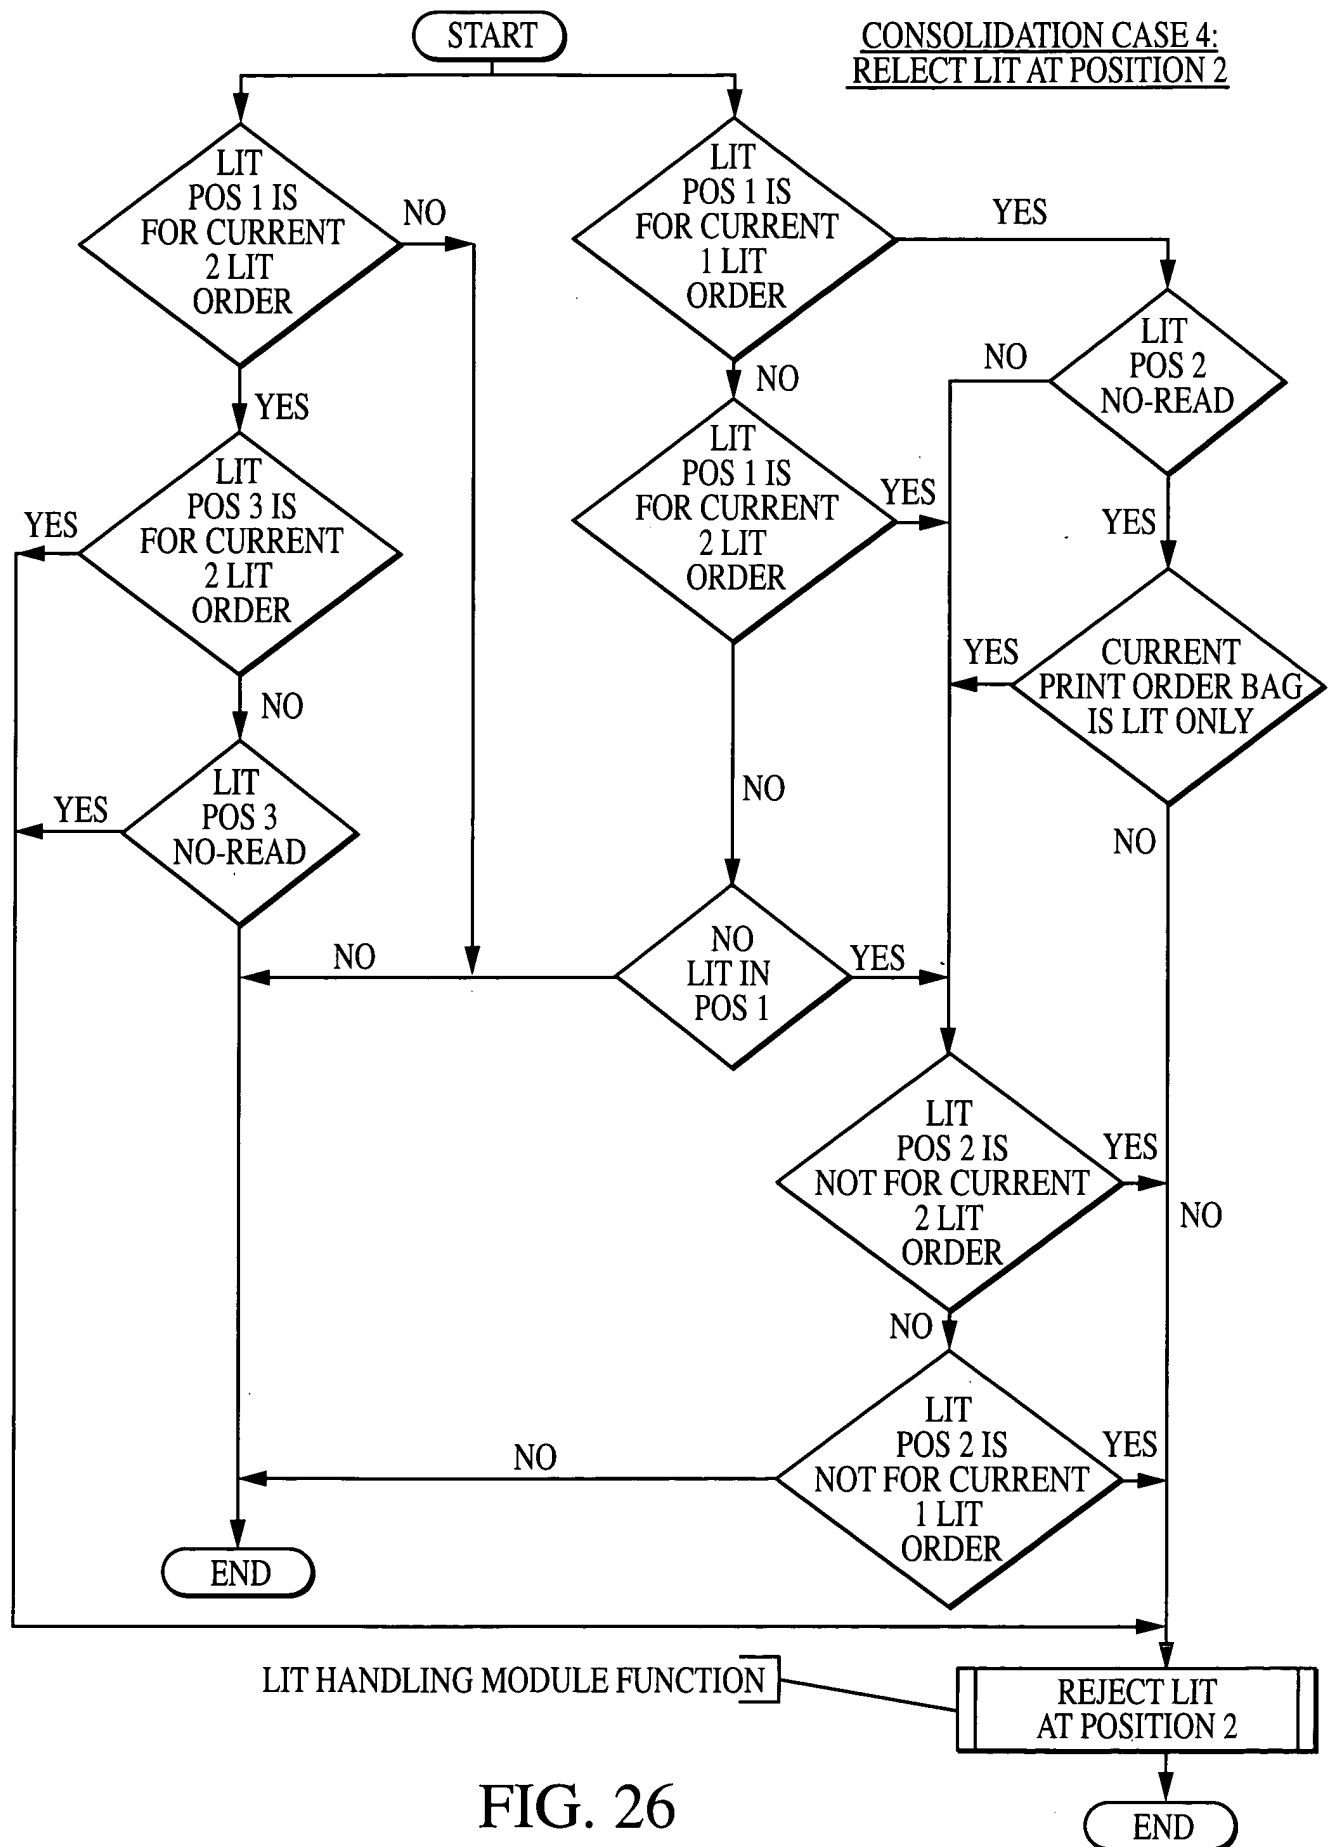 START
CONSOLIDATION CASE 4:
RELECT LIT AT POSITION 2
LIT
POS 1 IS
FOR CURRENT
2 LIT
ORDER
NO
LIT
POS 1 IS
FOR CURRENT
1 LIT
ORDER
YES
LIT
POS 2
NO-READ
NO
YES
NO
YES
LIT
POS 3 IS
FOR CURRENT
2 LIT
ORDER
YES
LIT
POS 1 IS
FOR CURRENT
2 LIT
ORDER
YES
CURRENT
PRINT ORDER BAG
IS LIT ONLY
YES
NO
NO
LIT
POS 3
NO-READ
YES
NO
NO
LIT IN
POS 1
NO
YES
LIT
POS 2 IS
NOT FOR CURRENT
2 LIT
ORDER
YES
NO
NO
LIT
POS 2 IS
NOT FOR CURRENT
1 LIT
ORDER
YES
NO
END
LIT HANDLING MODULE FUNCTION
REJECT LIT
AT POSITION 2
END
FIG. 26